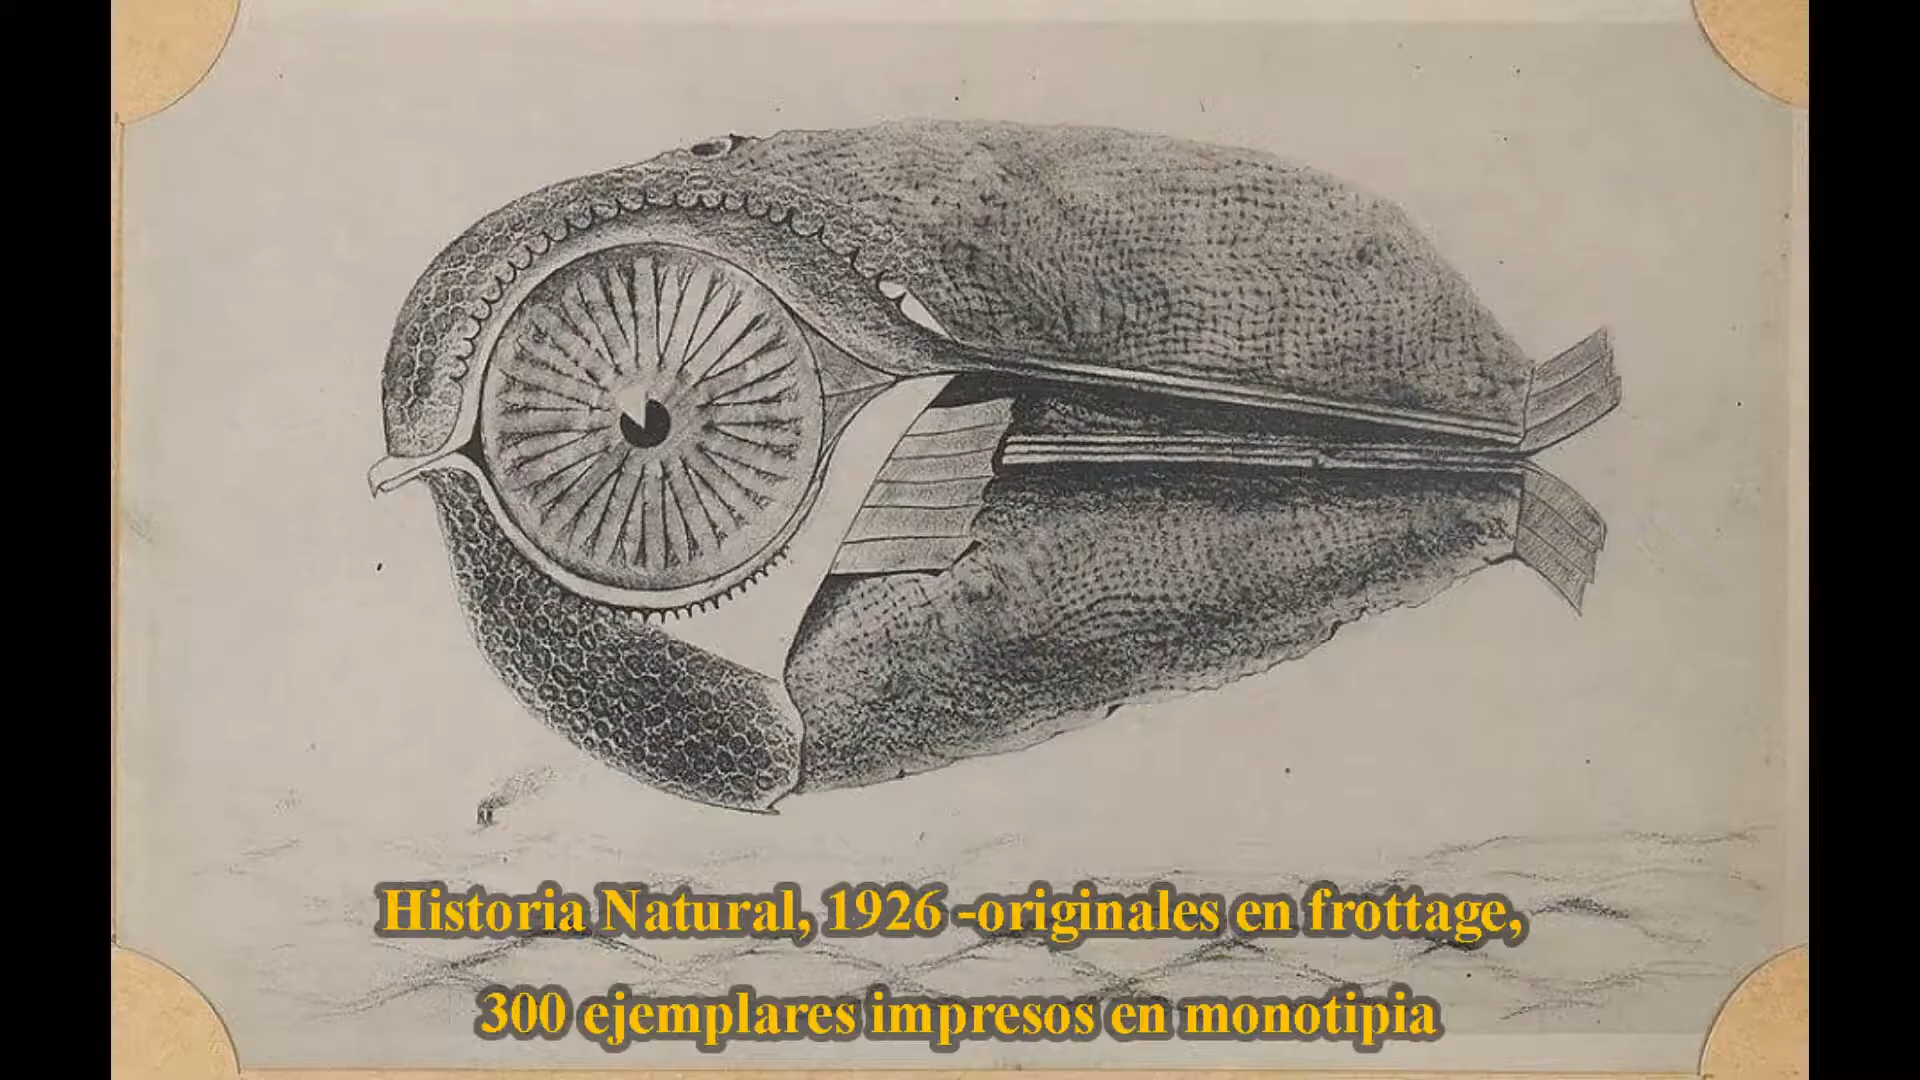 Historia Natural, 1926 -originales en frottage,
300 ejemplares impresos en monotipia